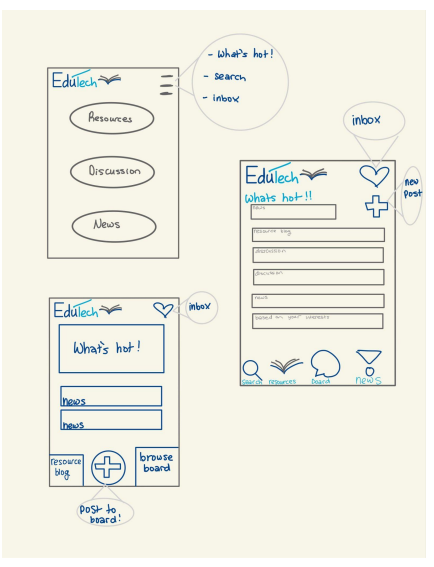 EduTech
- What's hot!
- search
- inbox
Resources
Discussion
News
EduTech
inbox
new
post
Whats hot!!
news
resource blog
discussion
discussion
news
based on your interests
search
resources
board
news
EduTech
inbox
What's hot!
news
news
resource
blog
browse
board
post to
board!